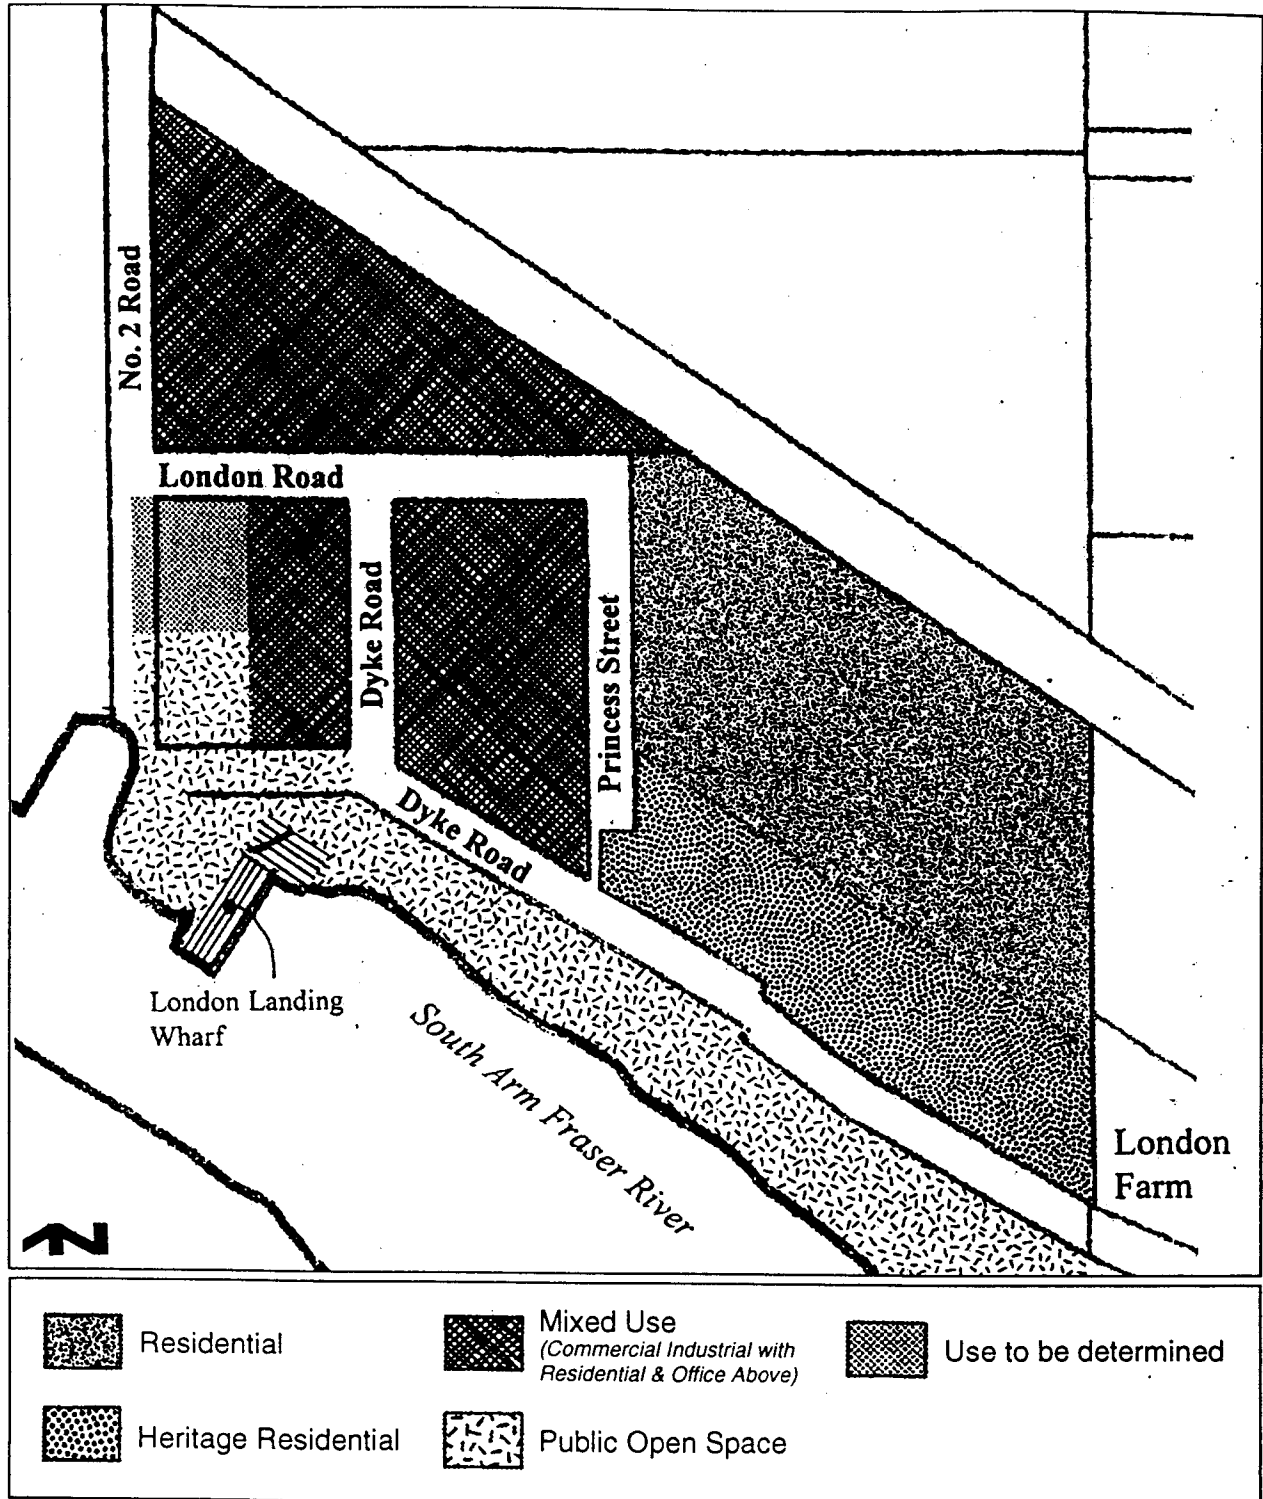 No. 2 Road
London Road
Dyke Road
Princess Street
Dyke Road
London Landing
Wharf
South Arm Fraser River
London
Farm
N
Residential
Mixed Use
(Commercial Industrial with
Residential & Office Above)
Use to be determined
Heritage Residential
Public Open Space